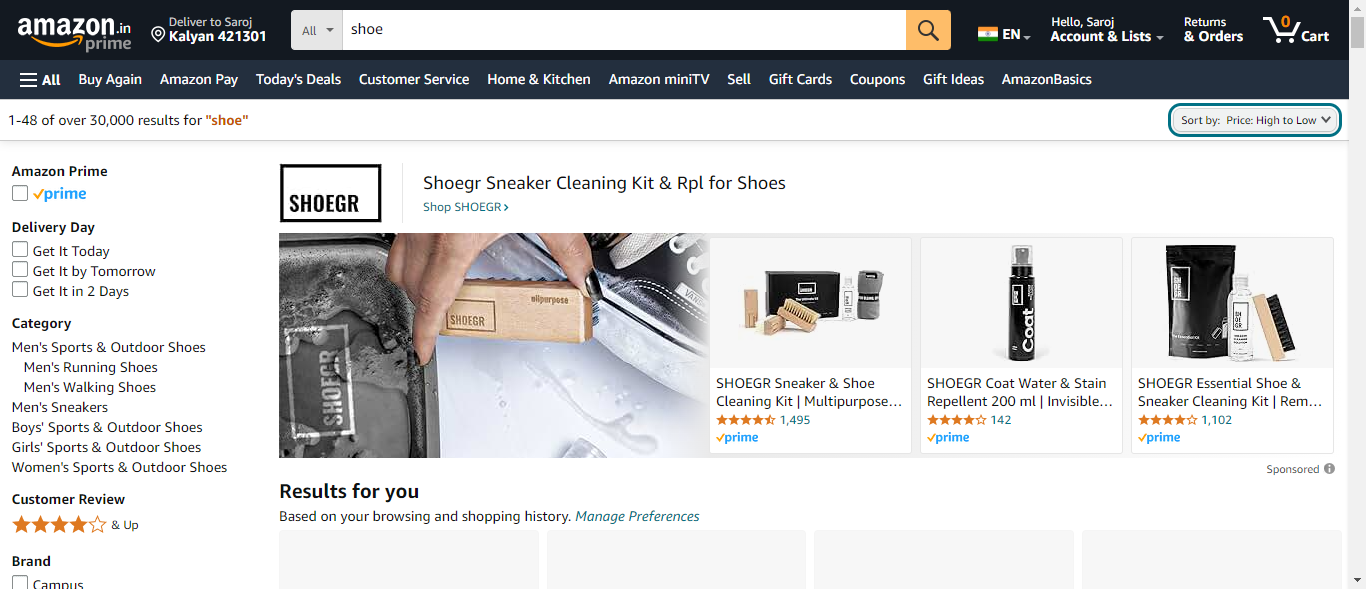 amazon.in
prime
Deliver to Saroj
Kalyan 421301
All
shoe
EN
Hello, Saroj
Account & Lists
Returns
& Orders
0
Cart
All
Buy Again
Amazon Pay
Today's Deals
Customer Service
Home & Kitchen
Amazon miniTV
Sell
Gift Cards
Coupons
Gift Ideas
AmazonBasics
1-48 of over 30,000 results for "shoe"
Sort by: Price: High to Low
Amazon Prime
prime
Delivery Day
Get It Today
Get It by Tomorrow
Get It in 2 Days
Category
Men's Sports & Outdoor Shoes
Men's Running Shoes
Men's Walking Shoes
Men's Sneakers
Boys' Sports & Outdoor Shoes
Girls' Sports & Outdoor Shoes
Women's Sports & Outdoor Shoes
Customer Review
& Up
Brand
Campus
SHOEGR
Shoegr Sneaker Cleaning Kit & Rpl for Shoes
Shop SHOEGR
allpurpose
SHOEGR
SHOEGR
Coat
SHOEGR Sneaker & Shoe
Cleaning Kit | Multipurpose...
1,495
prime
SHOEGR Coat Water & Stain
Repellent 200 ml | Invisible...
142
prime
SHOEGR Essential Shoe &
Sneaker Cleaning Kit | Rem...
1,102
prime
Sponsored
Results for you
Based on your browsing and shopping history. Manage Preferences